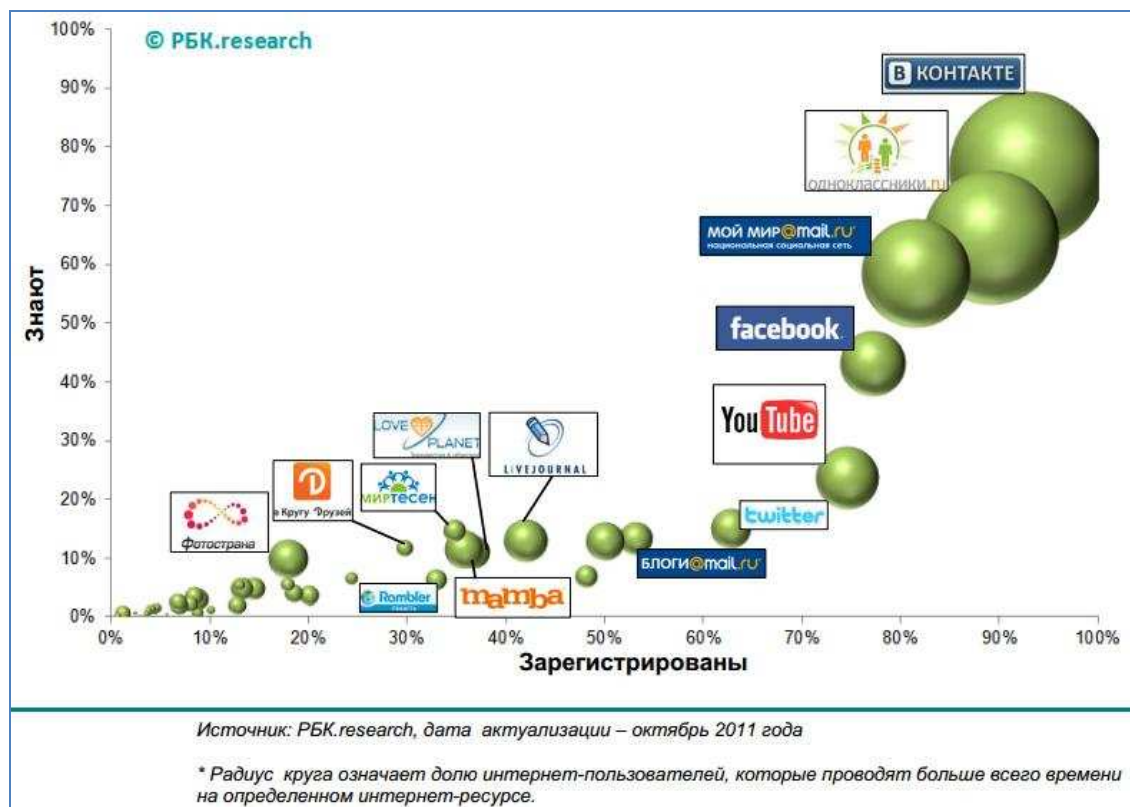 100%
© РБК.research
90%
80%
70%
60%
50%
40%
30%
20%
10%
0%
Знают
В КОНТАКТЕ
одноклассники.ru
МОЙ МИР@mail.ru
национальная социальная сеть
facebook
YouTube
twitter
БЛОГИ@mail.ru
LOVE PLANET
LIVEJOURNAL
МИРТЕСЕН
в Кругу Друзей
Фотострана
Rambler
mamba
0% 10% 20% 30% 40% 50% 60% 70% 80% 90% 100%
Зарегистрированы
Источник: РБК.research, дата актуализации – октябрь 2011 года
* Радиус круга означает долю интернет-пользователей, которые проводят больше всего времени
на определенном интернет-ресурсе.